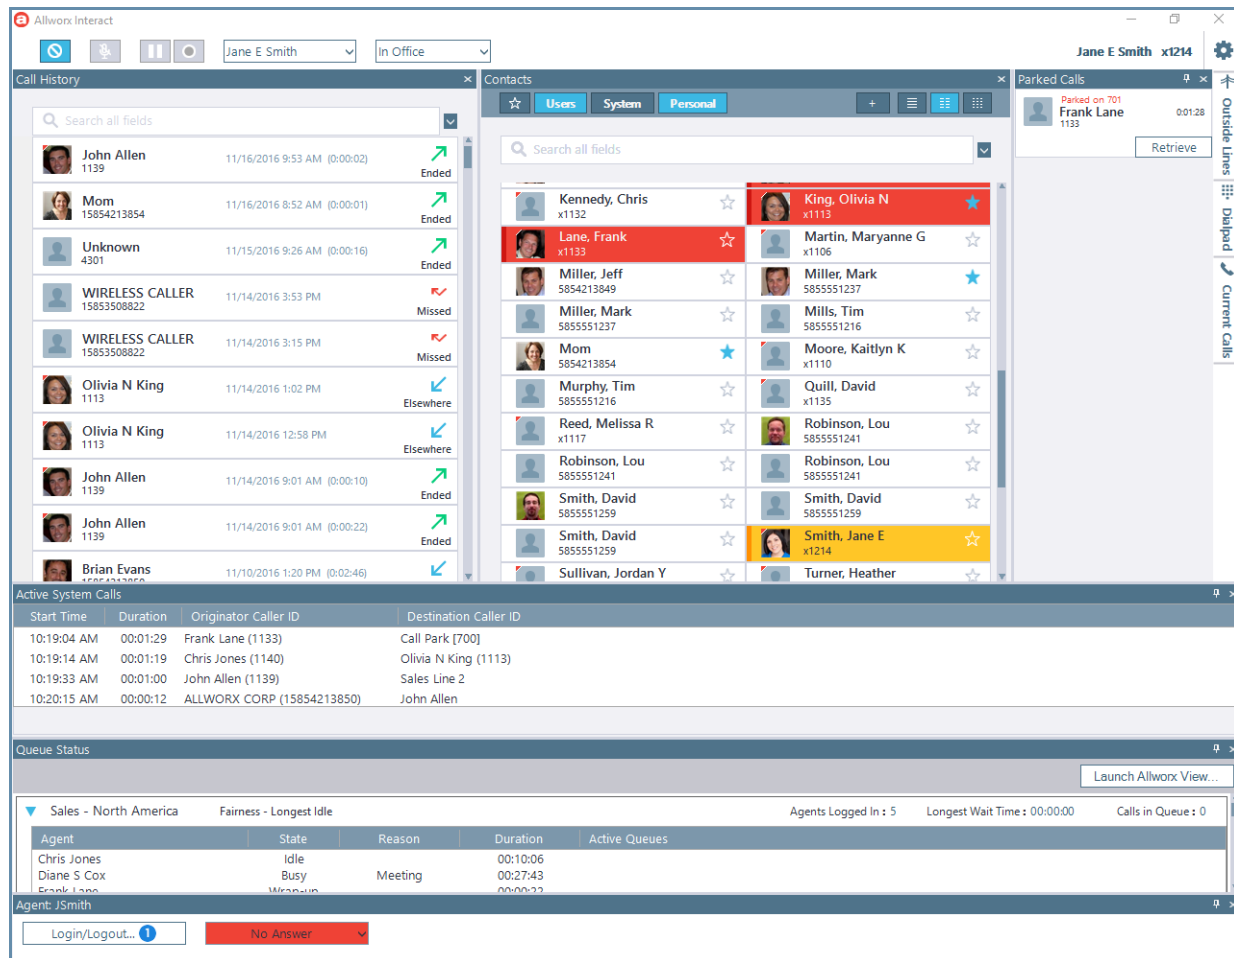 Allworx Interact
Jane E Smith
In Office
Jane E Smith x1214
Call History
Search all fields
John Allen
1139
11/16/2016 9:53 AM (0:00:02)
Ended
Mom
15854213854
11/16/2016 8:52 AM (0:00:01)
Ended
Unknown
4301
11/15/2016 9:26 AM (0:00:16)
Ended
WIRELESS CALLER
15853508822
11/14/2016 3:53 PM
Missed
WIRELESS CALLER
15853508822
11/14/2016 3:15 PM
Missed
Olivia N King
1113
11/14/2016 1:02 PM
Elsewhere
Olivia N King
1113
11/14/2016 12:58 PM
Elsewhere
John Allen
1139
11/14/2016 9:01 AM (0:00:10)
Ended
John Allen
1139
11/14/2016 9:01 AM (0:00:22)
Ended
Brian Evans
15854213850
11/10/2016 1:20 PM (0:02:46)
Contacts
Users System Personal +
Search all fields
Kennedy, Chris
x1132
King, Olivia N
x1113
Lane, Frank
x1133
Martin, Maryanne G
x1106
Miller, Jeff
5854213849
Miller, Mark
5855551237
Miller, Mark
5855551237
Mills, Tim
5855551216
Mom
5854213854
Moore, Kaitlyn K
x1110
Murphy, Tim
5855551216
Quill, David
x1135
Reed, Melissa R
x1117
Robinson, Lou
5855551241
Robinson, Lou
5855551241
Robinson, Lou
5855551241
Smith, David
5855551259
Smith, David
5855551259
Smith, David
5855551259
Smith, Jane E
x1214
Sullivan, Jordan Y
Turner, Heather
Parked Calls
Parked on 701
Frank Lane
1133
0:01:28
Retrieve
Outside Lines
Dialpad
Current Calls
Active System Calls
Start Time Duration Originator Caller ID Destination Caller ID
10:19:04 AM 00:01:29 Frank Lane (1133) Call Park [700]
10:19:14 AM 00:01:19 Chris Jones (1140) Olivia N King (1113)
10:19:33 AM 00:01:00 John Allen (1139) Sales Line 2
10:20:15 AM 00:00:12 ALLWORX CORP (15854213850) John Allen
Queue Status
Launch Allworx View...
Sales - North America Fairness - Longest Idle Agents Logged In : 5 Longest Wait Time : 00:00:00 Calls in Queue : 0
Agent State Reason Duration Active Queues
Chris Jones Idle 00:10:06
Diane S Cox Busy Meeting 00:27:43
Frank Lane Wrap-up 00:00:22
Agent: JSmith
Login/Logout... 1
No Answer